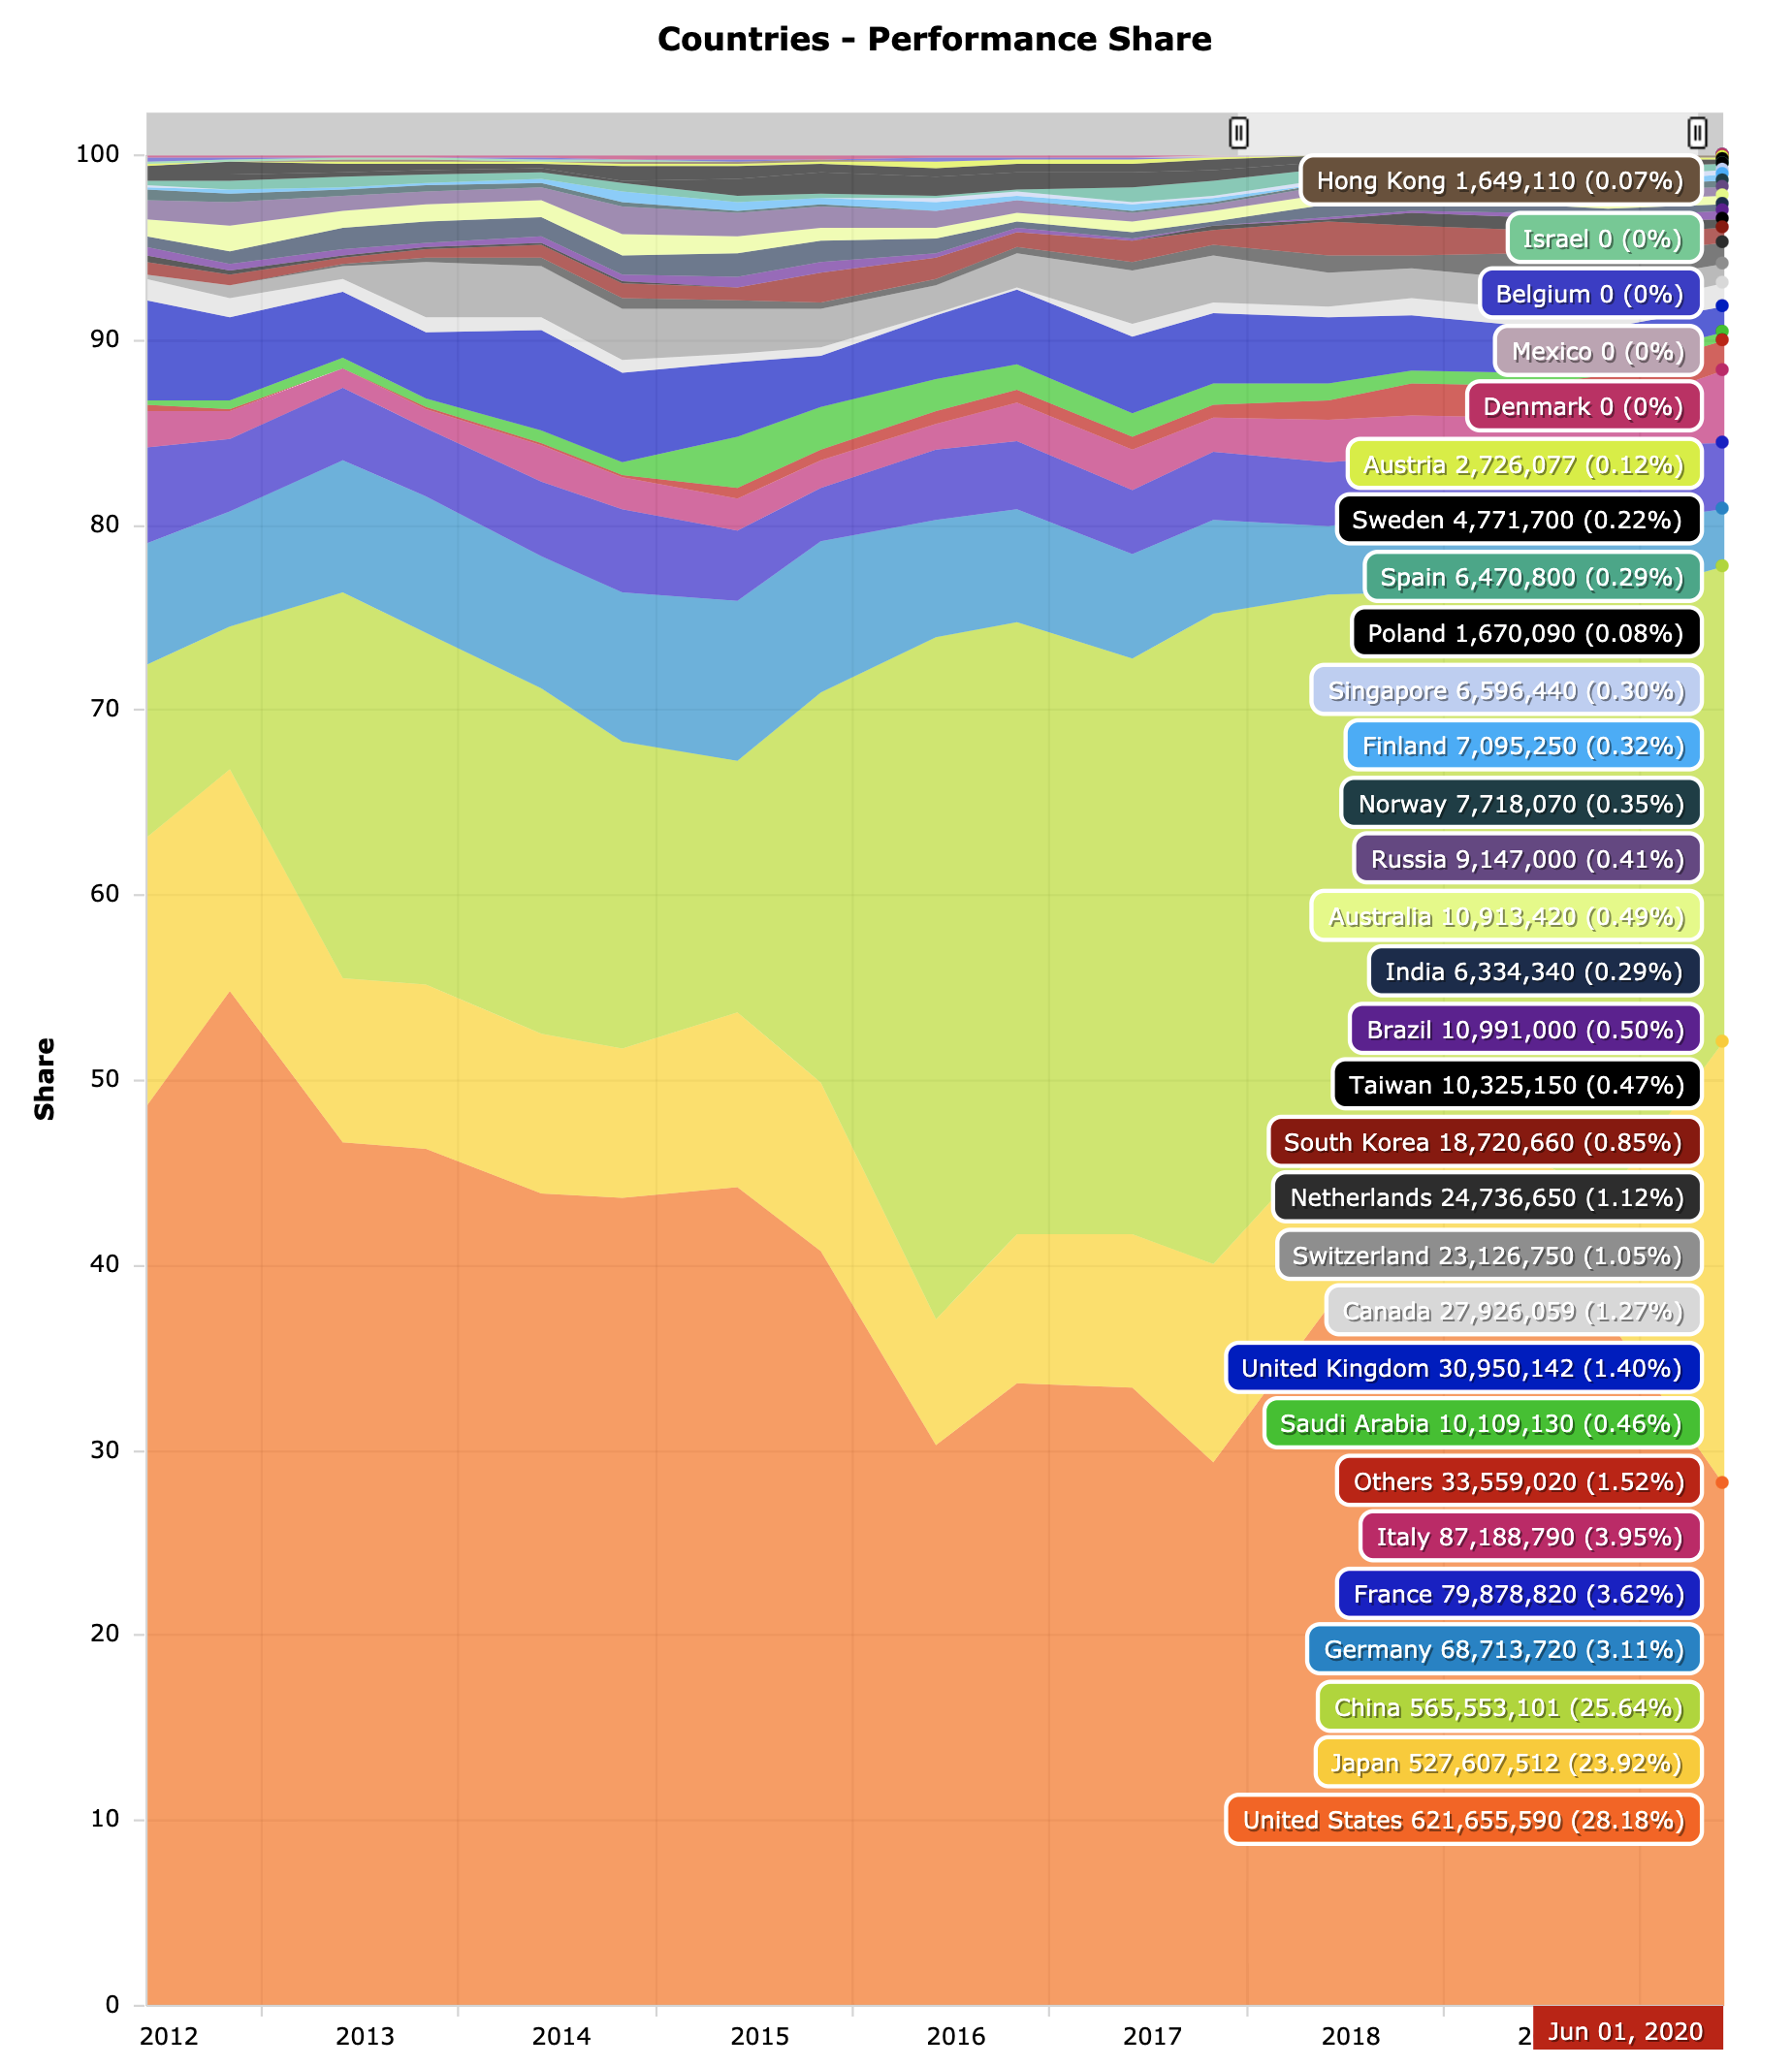 Countries - Performance Share
100
90
80
70
60
50
40
30
20
10
0
Share
Hong Kong 1,649,110 (0.07%)
Israel 0 (0%)
Belgium 0 (0%)
Mexico 0 (0%)
Denmark 0 (0%)
Austria 2,726,077 (0.12%)
Sweden 4,771,700 (0.22%)
Spain 6,470,800 (0.29%)
Poland 1,670,090 (0.08%)
Singapore 6,596,440 (0.30%)
Finland 7,095,250 (0.32%)
Norway 7,718,070 (0.35%)
Russia 9,147,000 (0.41%)
Australia 10,913,420 (0.49%)
India 6,334,340 (0.29%)
Brazil 10,991,000 (0.50%)
Taiwan 10,325,150 (0.47%)
South Korea 18,720,660 (0.85%)
Netherlands 24,736,650 (1.12%)
Switzerland 23,126,750 (1.05%)
Canada 27,926,059 (1.27%)
United Kingdom 30,950,142 (1.40%)
Saudi Arabia 10,109,130 (0.46%)
Others 33,559,020 (1.52%)
Italy 87,188,790 (3.95%)
France 79,878,820 (3.62%)
Germany 68,713,720 (3.11%)
China 565,553,101 (25.64%)
Japan 527,607,512 (23.92%)
United States 621,655,590 (28.18%)
2012 2013 2014 2015 2016 2017 2018 Jun 01, 2020